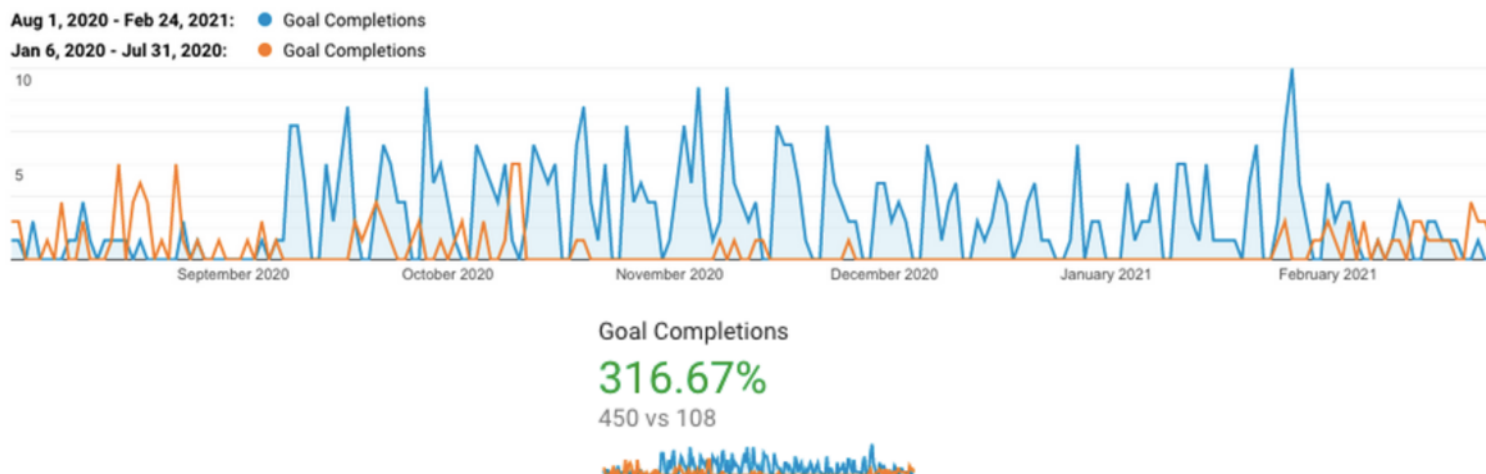 Aug 1, 2020 - Feb 24, 2021: Goal Completions
Jan 6, 2020 - Jul 31, 2020: Goal Completions
10
5
September 2020 October 2020 November 2020 December 2020 January 2021 February 2021
Goal Completions
316.67%
450 vs 108